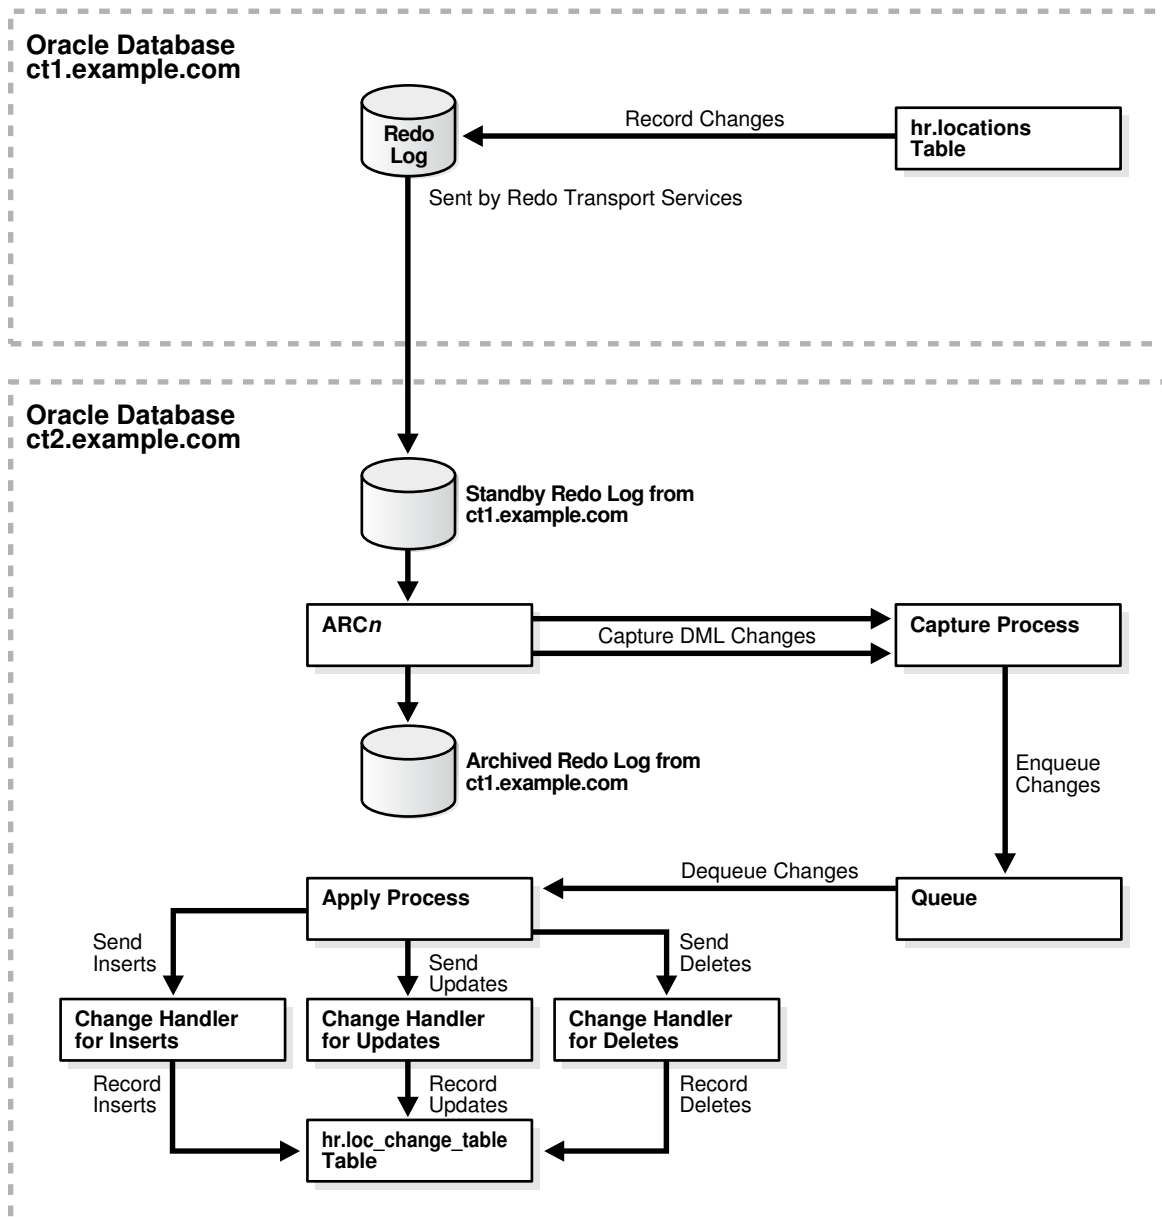 Oracle Database
ct1.example.com
Redo
Log
Record Changes
hr.locations
Table
Sent by Redo Transport Services
Oracle Database
ct2.example.com
Standby Redo Log from
ct1.example.com
ARCn
Capture DML Changes
Capture Process
Archived Redo Log from
ct1.example.com
Enqueue
Changes
Dequeue Changes
Apply Process
Queue
Send
Inserts
Send
Updates
Send
Deletes
Change Handler
for Inserts
Change Handler
for Updates
Change Handler
for Deletes
Record
Inserts
Record
Updates
Record
Deletes
hr.loc_change_table
Table